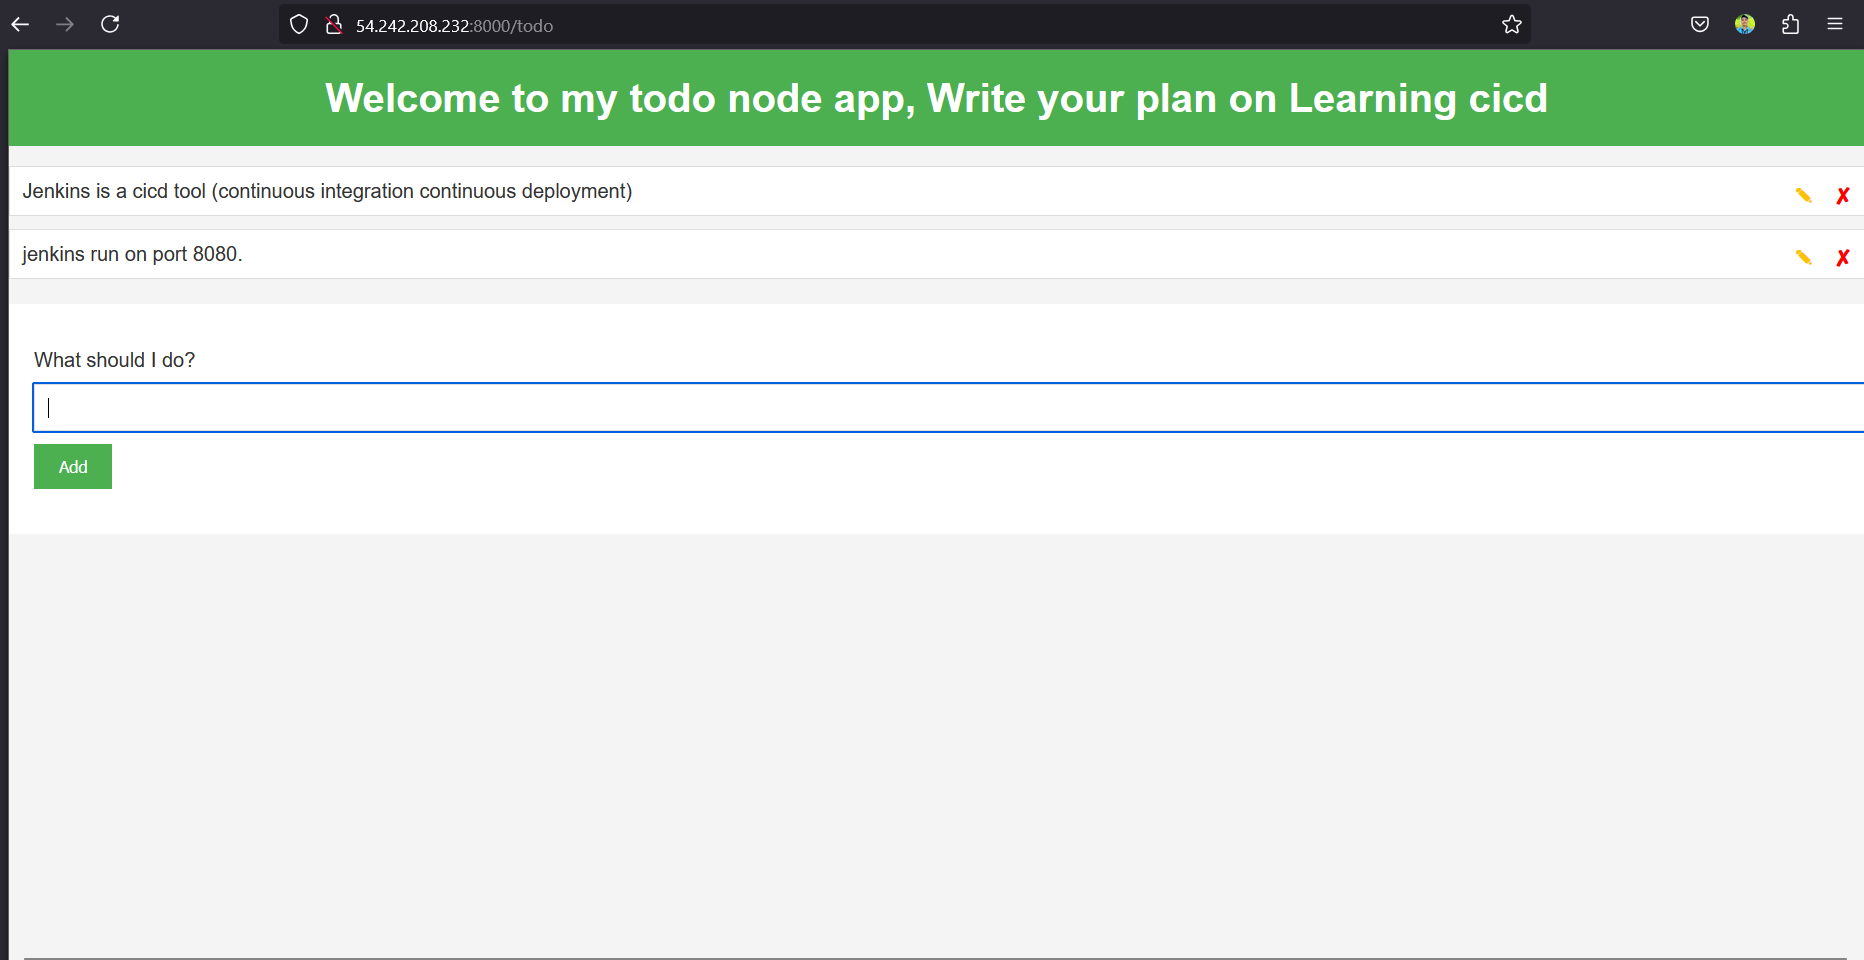 54.242.208.232:8000/todo
Welcome to my todo node app, Write your plan on Learning cicd
Jenkins is a cicd tool (continuous integration continuous deployment)
jenkins run on port 8080.
What should I do?
Add